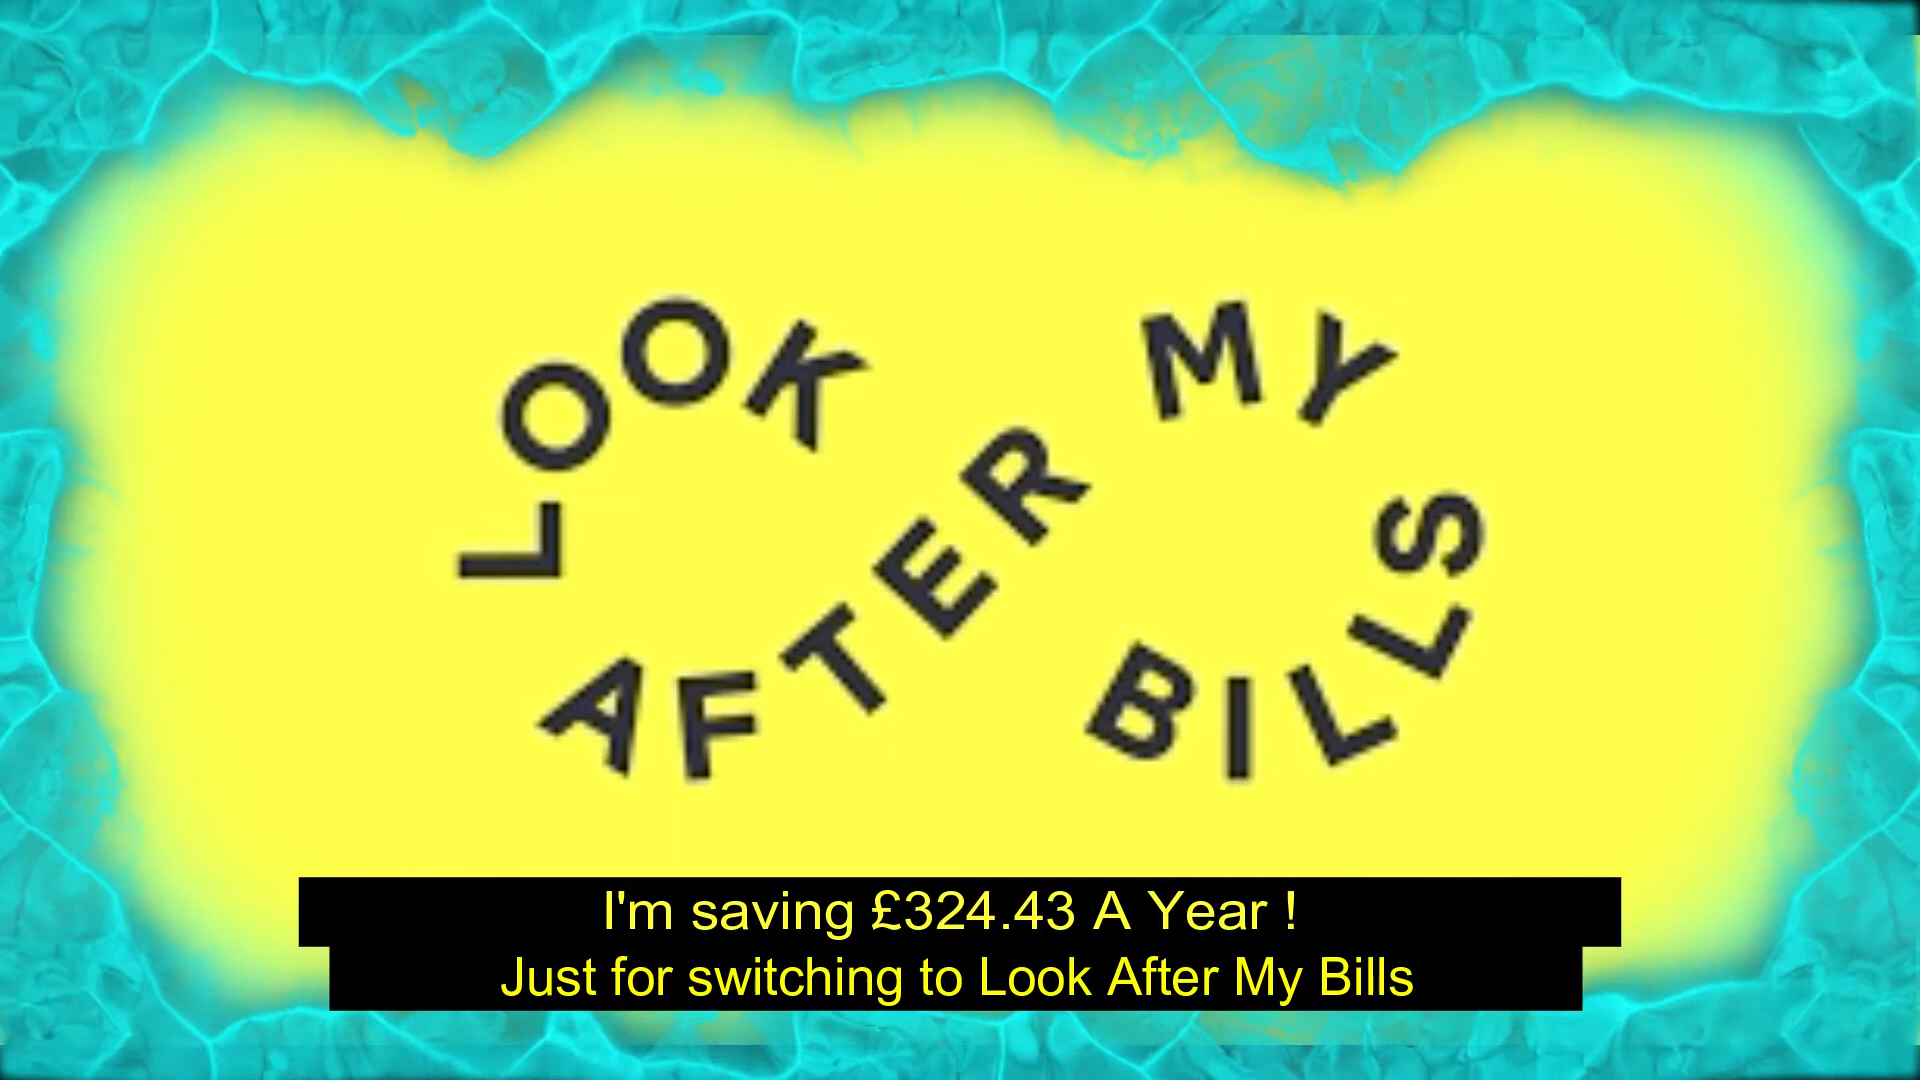 LOOK AFTER MY BILLS
I'm saving £324.43 A Year !
Just for switching to Look After My Bills